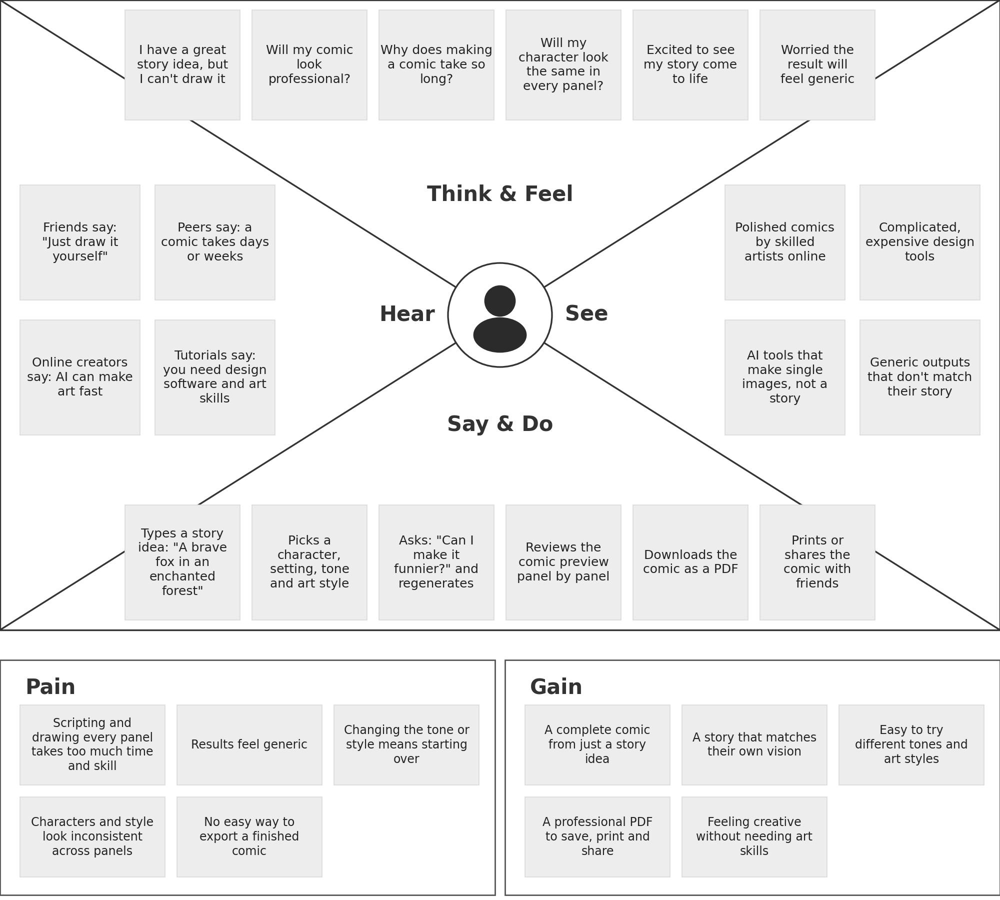 I have a great
story idea, but
I can't draw it
Will my comic
look
professional?
Why does making
a comic take so
long?
Will my
character look
the same in
every panel?
Excited to see
my story come
to life
Worried the
result will
feel generic
Think & Feel
Friends say:
"Just draw it
yourself"
Peers say: a
comic takes days
or weeks
Online creators
say: AI can make
art fast
Tutorials say:
you need design
software and art
skills
Hear
See
Polished comics
by skilled
artists online
Complicated,
expensive design
tools
AI tools that
make single
images, not a
story
Generic outputs
that don't match
their story
Say & Do
Types a story
idea: "A brave
fox in an
enchanted
forest"
Picks a
character,
setting, tone
and art style
Asks: "Can I
make it
funnier?" and
regenerates
Reviews the
comic preview
panel by panel
Downloads the
comic as a PDF
Prints or
shares the
comic with
friends
Pain
Scripting and
drawing every panel
takes too much time
and skill
Results feel generic
Changing the tone or
style means starting
over
Characters and style
look inconsistent
across panels
No easy way to
export a finished
comic
Gain
A complete comic
from just a story
idea
A story that matches
their own vision
Easy to try
different tones and
art styles
A professional PDF
to save, print and
share
Feeling creative
without needing art
skills